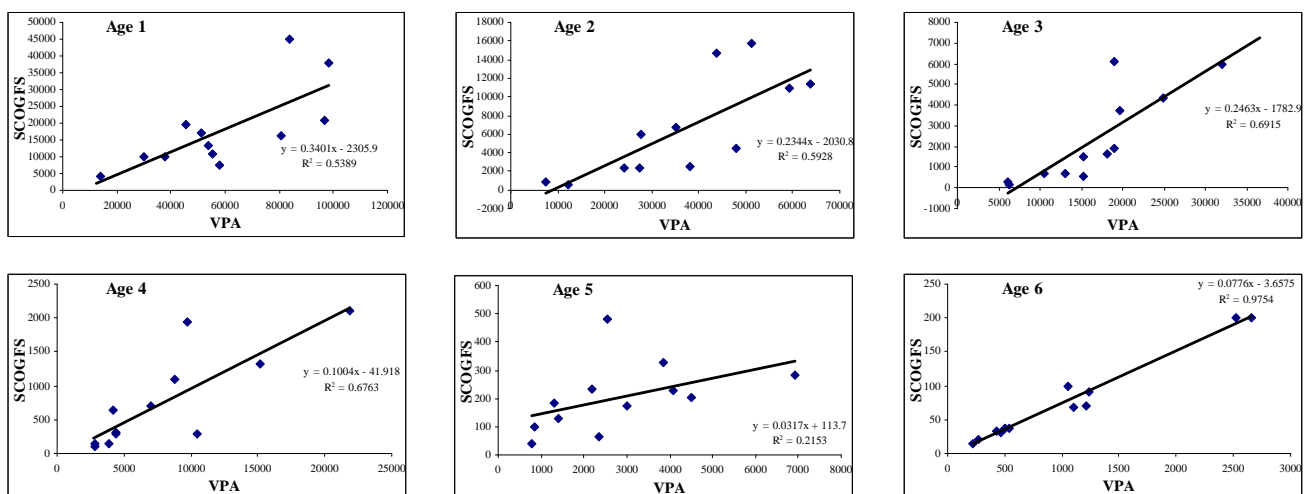 Age 1
50000
45000
40000
35000
30000
25000
20000
15000
10000
5000
0
SCOGFS
y = 0.3401x - 2305.9
R² = 0.5389
0 20000 40000 60000 80000 100000 120000
VPA
Age 2
18000
16000
14000
12000
10000
8000
6000
4000
2000
0
-2000
SCOGFS
y = 0.2344x - 2030.8
R² = 0.5928
0 10000 20000 30000 40000 50000 60000 70000
VPA
Age 3
8000
7000
6000
5000
4000
3000
2000
1000
0
-1000
SCOGFS
y = 0.2463x - 1782.9
R² = 0.6915
0 5000 10000 15000 20000 25000 30000 35000 40000
VPA
Age 4
2500
2000
1500
1000
500
0
SCOGFS
y = 0.1004x - 41.918
R² = 0.6763
0 5000 10000 15000 20000 25000
VPA
Age 5
600
500
400
300
200
100
0
SCOGFS
y = 0.0317x + 113.7
R² = 0.2153
0 1000 2000 3000 4000 5000 6000 7000 8000
VPA
Age 6
250
200
150
100
50
0
SCOGFS
y = 0.0776x - 3.6575
R² = 0.9754
0 500 1000 1500 2000 2500 3000
VPA